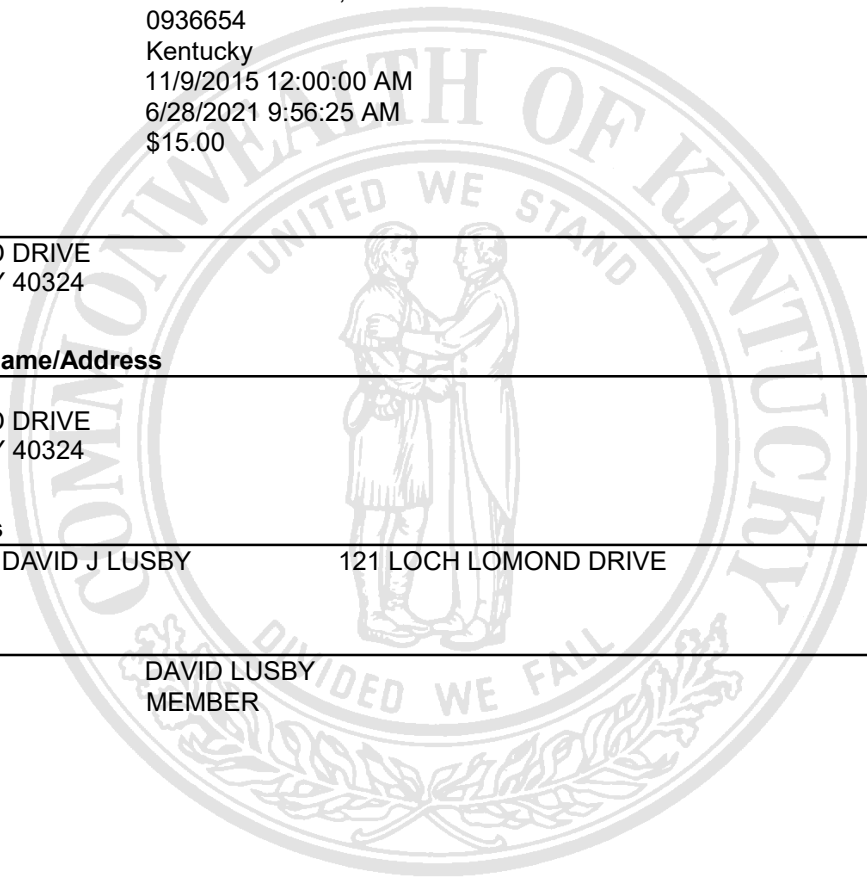 0936654
Kentucky
11/9/2015 12:00:00 AM
6/28/2021 9:56:25 AM
$15.00
DRIVE
40324
ame/Address
DRIVE
40324
s
DAVID J LUSBY 121 LOCH LOMOND DRIVE
DAVID LUSBY
MEMBER
COMMONWEALTH OF KENTUCKY
UNITED WE STAND
DIVIDED WE FALL